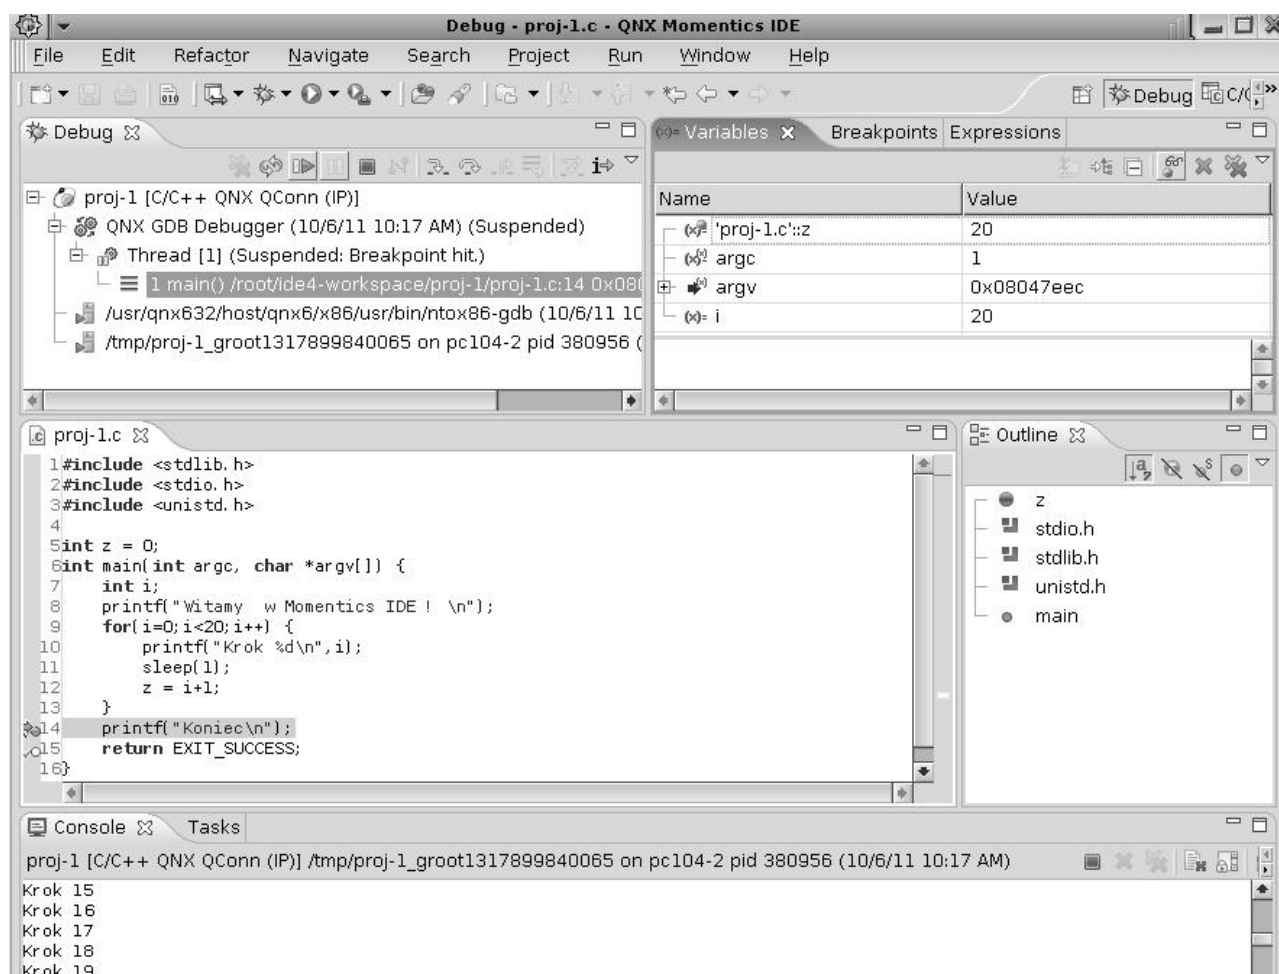 Debug - proj-1.c - QNX Momentics IDE
File Edit Refactor Navigate Search Project Run Window Help
Debug C/(
Debug
proj-1 [C/C++ QNX QConn (IP)]
QNX GDB Debugger (10/6/11 10:17 AM) (Suspended)
Thread [1] (Suspended: Breakpoint hit.)
1 main() /root/ide4-workspace/proj-1/proj-1.c:14 0x080
/usr/qnx632/host/qnx6/x86/usr/bin/ntox86-gdb (10/6/11 10
/tmp/proj-1_groot1317899840065 on pc104-2 pid 380956 (
Variables Breakpoints Expressions
Name Value
'proj-1.c'::z 20
argc 1
argv 0x08047eec
i 20
proj-1.c
1 #include <stdlib.h>
2 #include <stdio.h>
3 #include <unistd.h>
4
5 int z = 0;
6 int main(int argc, char *argv[]) {
7 int i;
8 printf("Witamy w Momentics IDE ! \n");
9 for(i=0;i<20;i++) {
10 printf("Krok %d\n",i);
11 sleep(1);
12 z = i+1;
13 }
14 printf("Koniec\n");
15 return EXIT_SUCCESS;
16 }
Outline
z
stdio.h
stdlib.h
unistd.h
main
Console Tasks
proj-1 [C/C++ QNX QConn (IP)] /tmp/proj-1_groot1317899840065 on pc104-2 pid 380956 (10/6/11 10:17 AM)
Krok 15
Krok 16
Krok 17
Krok 18
Krok 19